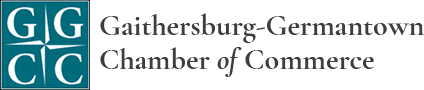 G G
C C
Gaithersburg-Germantown
Chamber of Commerce